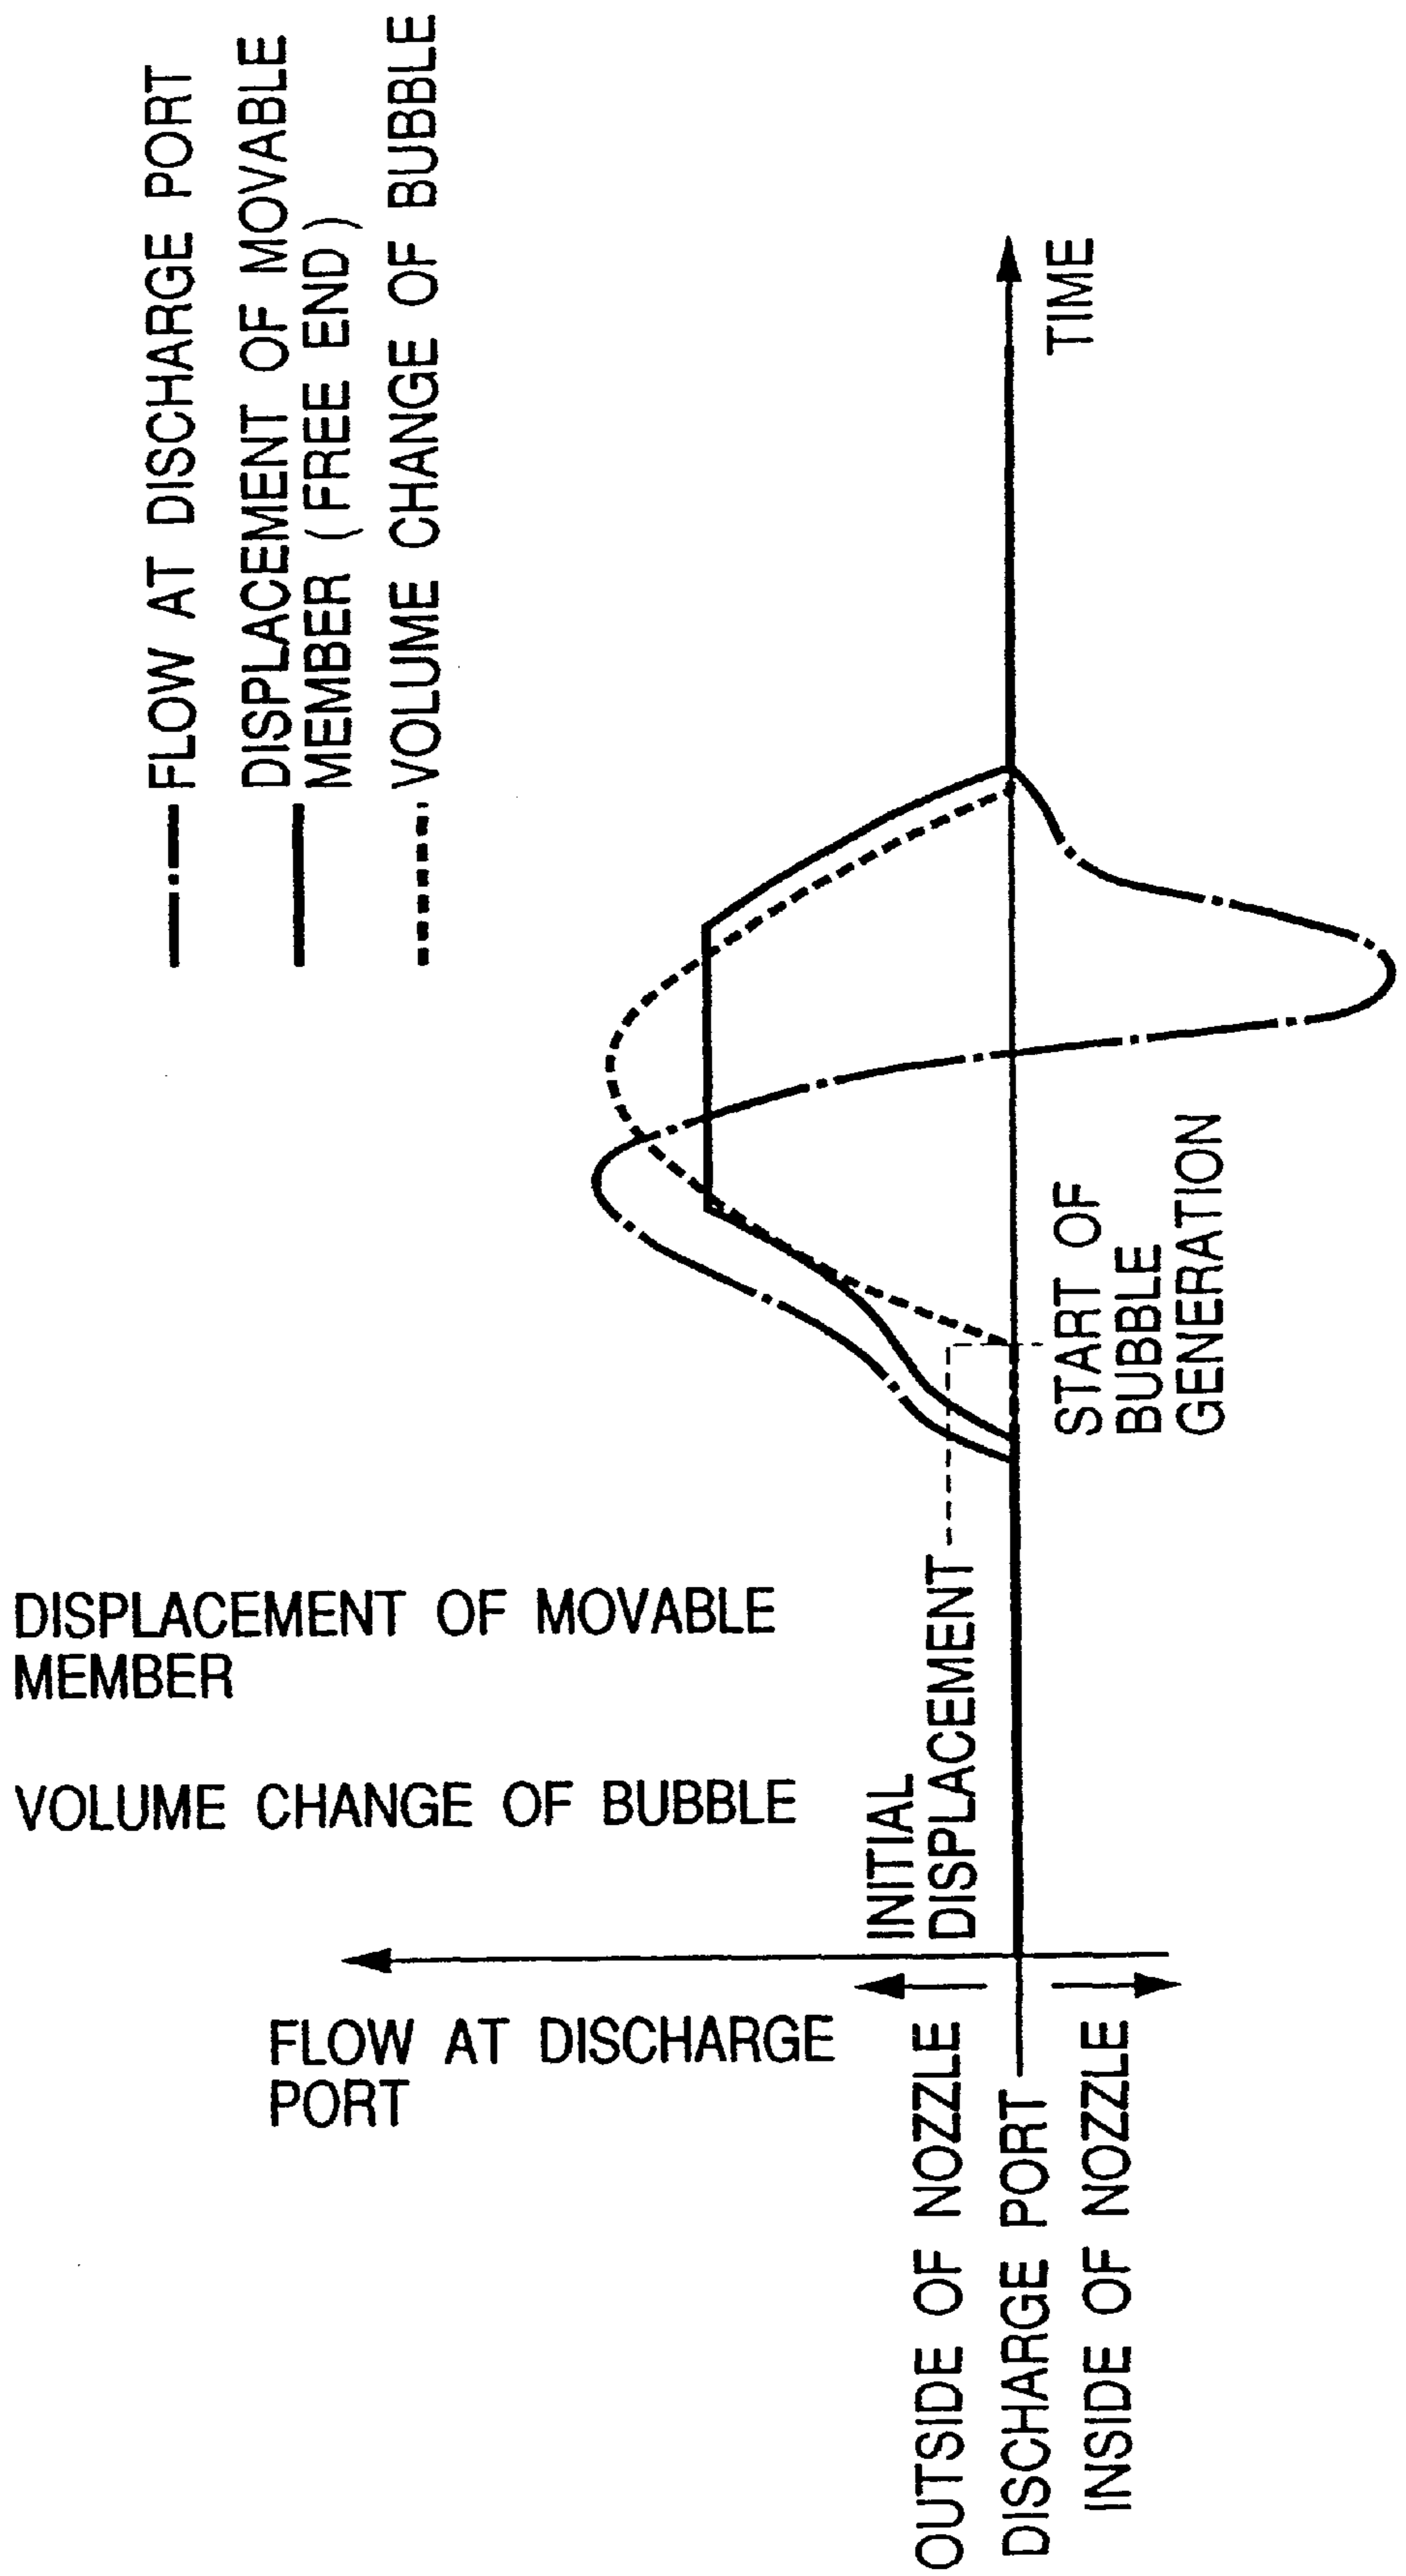 FLOW AT DISCHARGE PORT
DISPLACEMENT OF MOVABLE
MEMBER ( FREE END )
VOLUME CHANGE OF BUBBLE
DISPLACEMENT OF MOVABLE
MEMBER
VOLUME CHANGE OF BUBBLE
FLOW AT DISCHARGE
PORT
INITIAL
DISPLACEMENT
OUTSIDE OF NOZZLE
DISCHARGE PORT
INSIDE OF NOZZLE
START OF
BUBBLE
GENERATION
TIME